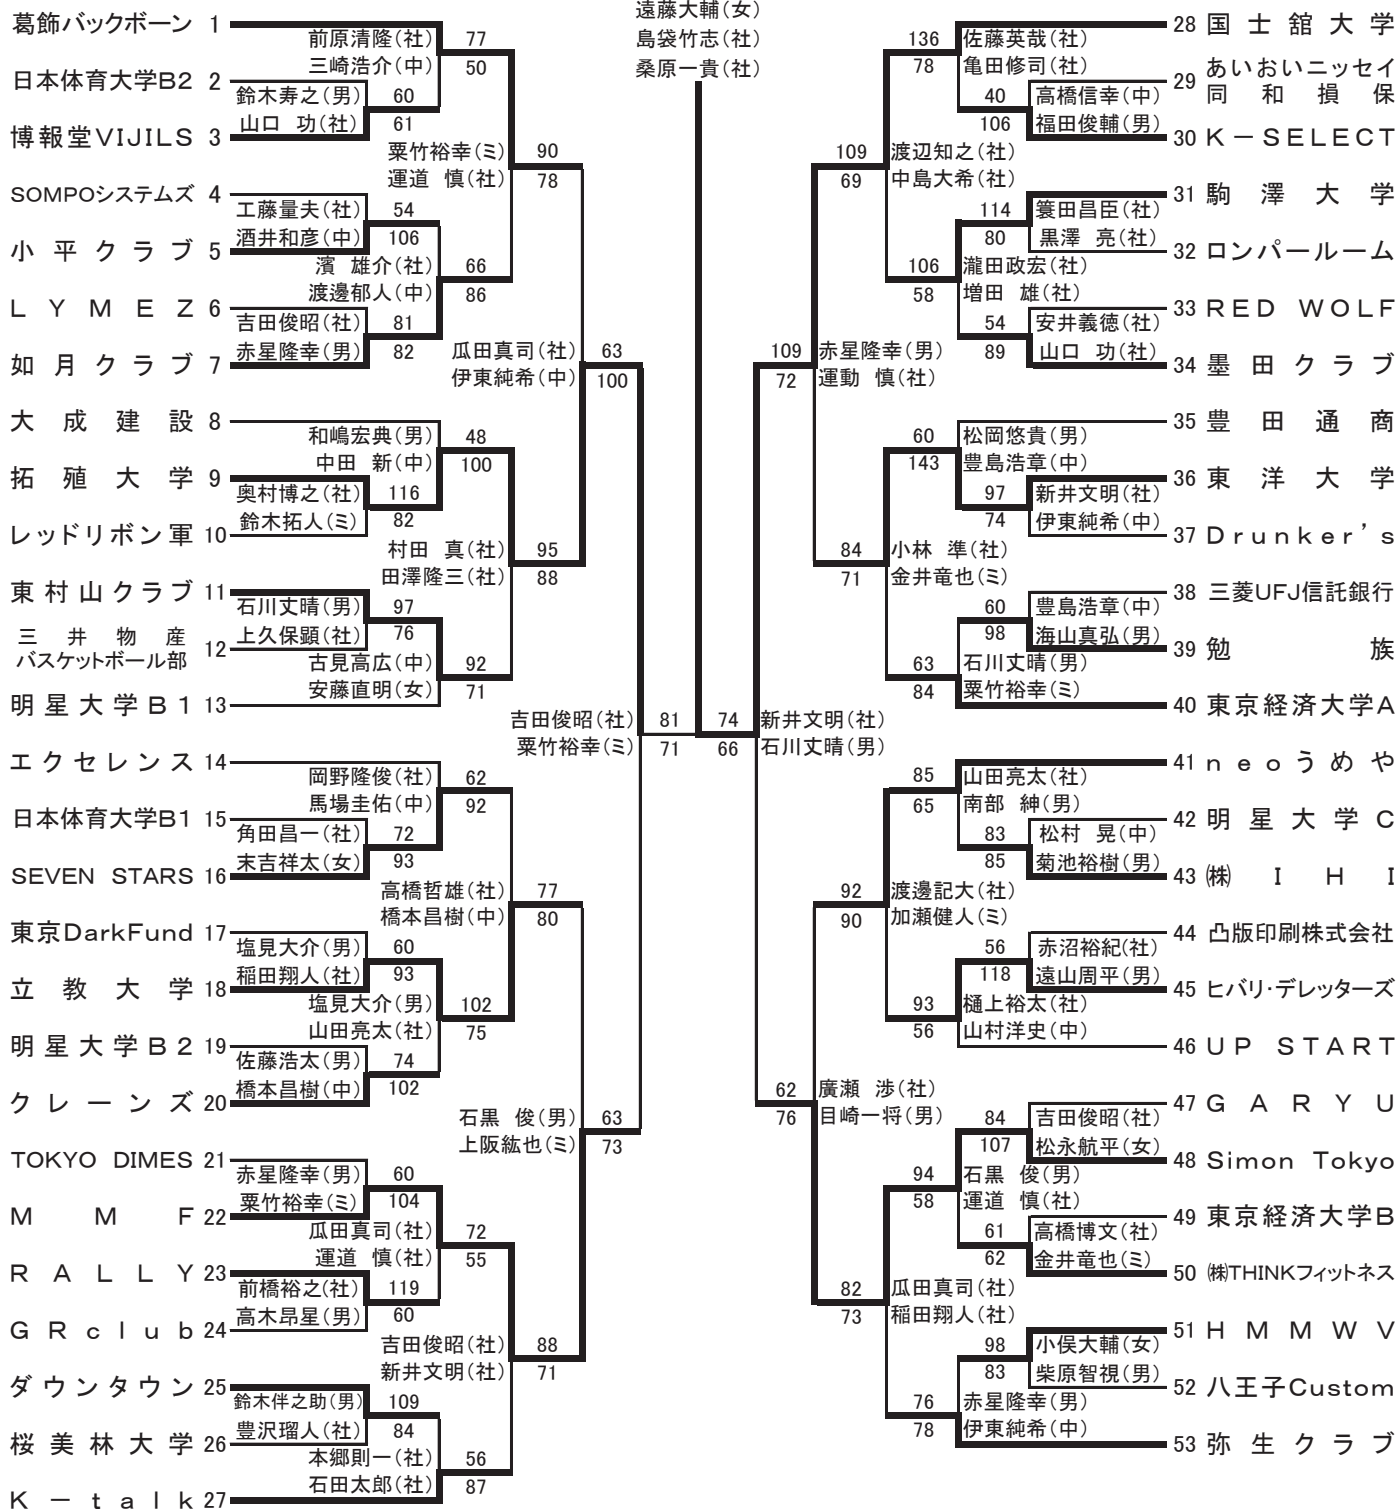 遠藤大輔(女)
島袋竹志(社)
桑原一貴(社)
葛飾バックボーン 1
日本体育大学B2 2
博報堂VIJILS 3
SOMPOシステムズ 4
小平クラブ 5
LYMEZ 6
如月クラブ 7
大成建設 8
拓殖大学 9
レッドリボン軍 10
東村山クラブ 11
三井物産
バスケットボール部 12
明星大学B1 13
エクセレンス 14
日本体育大学B1 15
SEVEN STARS 16
東京DarkFund 17
立教大学 18
明星大学B2 19
クレーンズ 20
TOKYO DIMES 21
MMF 22
RALLY 23
GRclub 24
ダウンタウン 25
桜美林大学 26
K－talk 27
前原清隆(社) 77
三崎浩介(中) 50
鈴木寿之(男) 60
山口 功(社) 61
粟竹裕幸(ミ) 90
運道 慎(社) 78
工藤量夫(社) 54
酒井和彦(中) 106
濱 雄介(社) 66
渡邊郁人(中) 86
吉田俊昭(社) 81
赤星隆幸(男) 82
瓜田真司(社) 63
伊東純希(中) 100
和嶋宏典(男) 48
中田 新(中) 100
奥村博之(社) 116
鈴木拓人(ミ) 82
村田 真(社) 95
田澤隆三(社) 88
石川丈晴(男) 97
上久保顕(社) 76
古見高広(中) 92
安藤直明(女) 71
吉田俊昭(社) 81
粟竹裕幸(ミ) 71
岡野隆俊(社) 62
馬場圭佑(中) 92
角田昌一(社) 72
末吉祥太(女) 93
高橋哲雄(社) 77
橋本昌樹(中) 80
塩見大介(男) 60
稲田翔人(社) 93
塩見大介(男) 102
山田亮太(社) 75
佐藤浩太(男) 74
橋本昌樹(中) 102
石黒 俊(男) 63
上阪紘也(ミ) 73
赤星隆幸(男) 60
粟竹裕幸(ミ) 104
瓜田真司(社) 72
運道 慎(社) 55
前橋裕之(社) 119
高木昂星(男) 60
吉田俊昭(社) 88
新井文明(社) 71
鈴木伴之助(男) 109
豊沢瑠人(社) 84
本郷則一(社) 56
石田太郎(社) 87
74 新井文明(社)
66 石川丈晴(男)
136 佐藤英哉(社)
78 亀田修司(社)
40 高橋信幸(中)
106 福田俊輔(男)
109 渡辺知之(社)
69 中島大希(社)
114 簑田昌臣(社)
80 黒澤 亮(社)
106 瀧田政宏(社)
58 増田 雄(社)
54 安井義徳(社)
89 山口 功(社)
109 赤星隆幸(男)
72 運動 慎(社)
60 松岡悠貴(男)
143 豊島浩章(中)
97 新井文明(社)
74 伊東純希(中)
84 小林 準(社)
71 金井竜也(ミ)
60 豊島浩章(中)
98 海山真弘(男)
63 石川丈晴(男)
84 粟竹裕幸(ミ)
85 山田亮太(社)
65 南部 紳(男)
83 松村 晃(中)
85 菊池裕樹(男)
92 渡邊記大(社)
90 加瀬健人(ミ)
56 赤沼裕紀(社)
118 遠山周平(男)
93 樋上裕太(社)
56 山村洋史(中)
62 廣瀬 渉(社)
76 目崎一将(男)
84 吉田俊昭(社)
107 松永航平(女)
94 石黒 俊(男)
58 運道 慎(社)
61 高橋博文(社)
62 金井竜也(ミ)
82 瓜田真司(社)
73 稲田翔人(社)
98 小俣大輔(女)
83 柴原智視(男)
76 赤星隆幸(男)
78 伊東純希(中)
28 国士舘大学
29 あいおいニッセイ
同和損保
30 K－SELECT
31 駒澤大学
32 ロンパールーム
33 RED WOLF
34 墨田クラブ
35 豊田通商
36 東洋大学
37 Drunker's
38 三菱UFJ信託銀行
39 勉族
40 東京経済大学A
41 neoうめや
42 明星大学C
43 ㈱IHI
44 凸版印刷株式会社
45 ヒバリ・デレッターズ
46 UP START
47 GARYU
48 Simon Tokyo
49 東京経済大学B
50 ㈱THINKフィットネス
51 HMMWV
52 八王子Custom
53 弥生クラブ